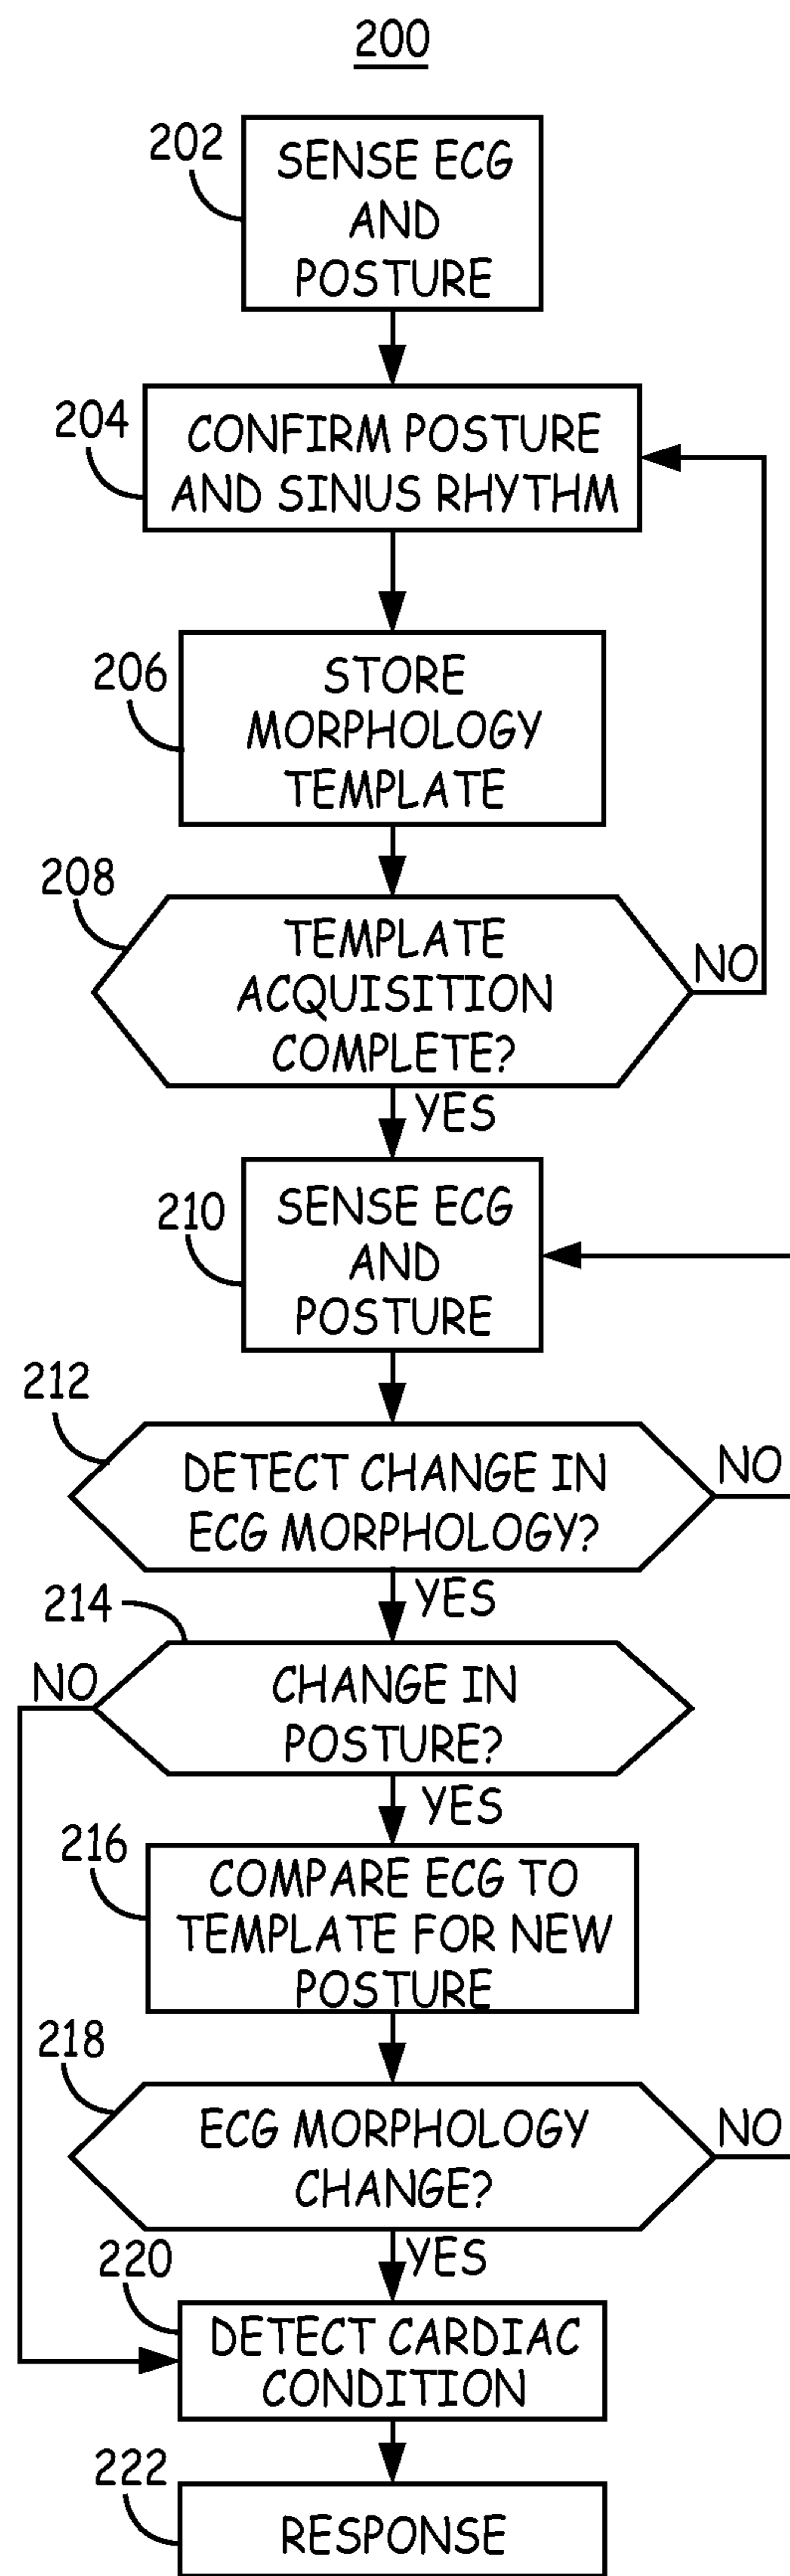 200
202
SENSE ECG
AND
POSTURE
204
CONFIRM POSTURE
AND SINUS RHYTHM
206
STORE
MORPHOLOGY
TEMPLATE
208
TEMPLATE
ACQUISITION
COMPLETE?
NO
YES
210
SENSE ECG
AND
POSTURE
212
DETECT CHANGE IN
ECG MORPHOLOGY?
NO
YES
214
NO
CHANGE IN
POSTURE?
YES
216
COMPARE ECG TO
TEMPLATE FOR NEW
POSTURE
218
ECG MORPHOLOGY
CHANGE?
NO
YES
220
DETECT CARDIAC
CONDITION
222
RESPONSE